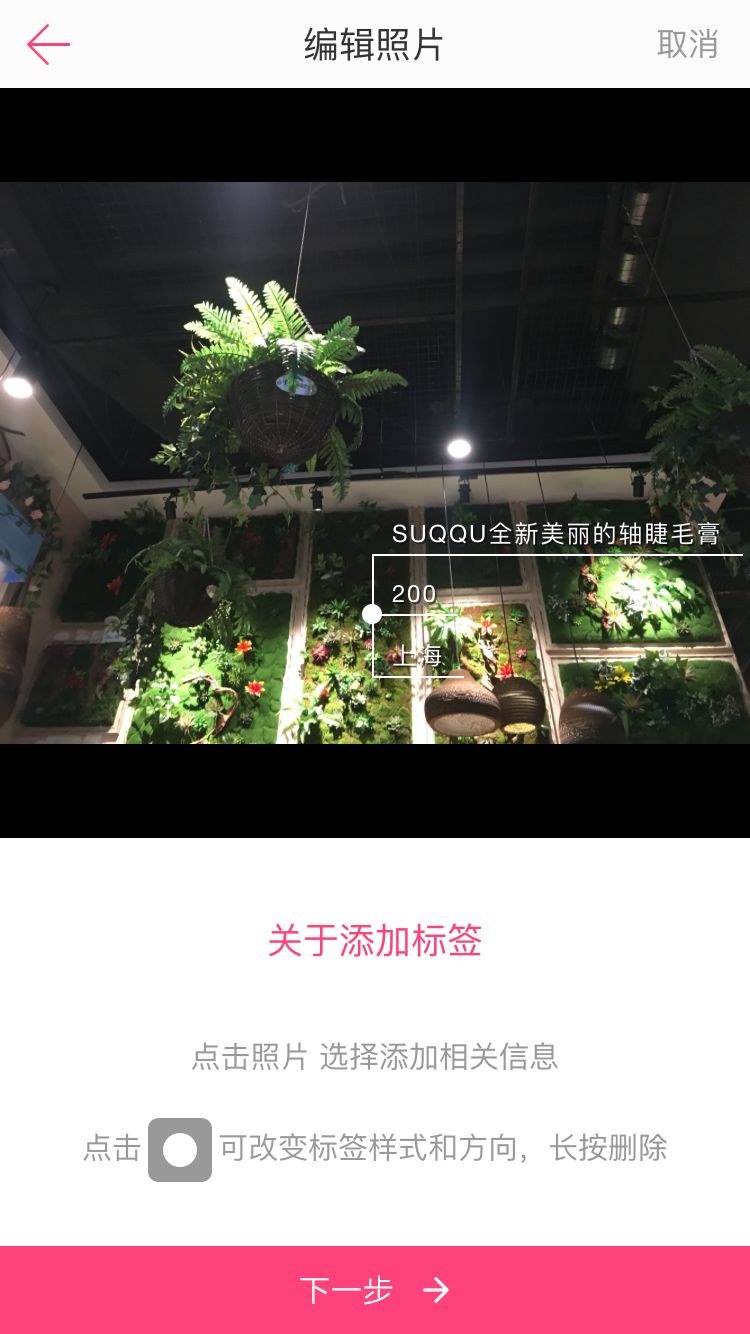 编辑照片
取消
SUQQU全新美丽的轴睫毛膏
200
上海
关于添加标签
点击照片 选择添加相关信息
点击 可改变标签样式和方向，长按删除
下一步